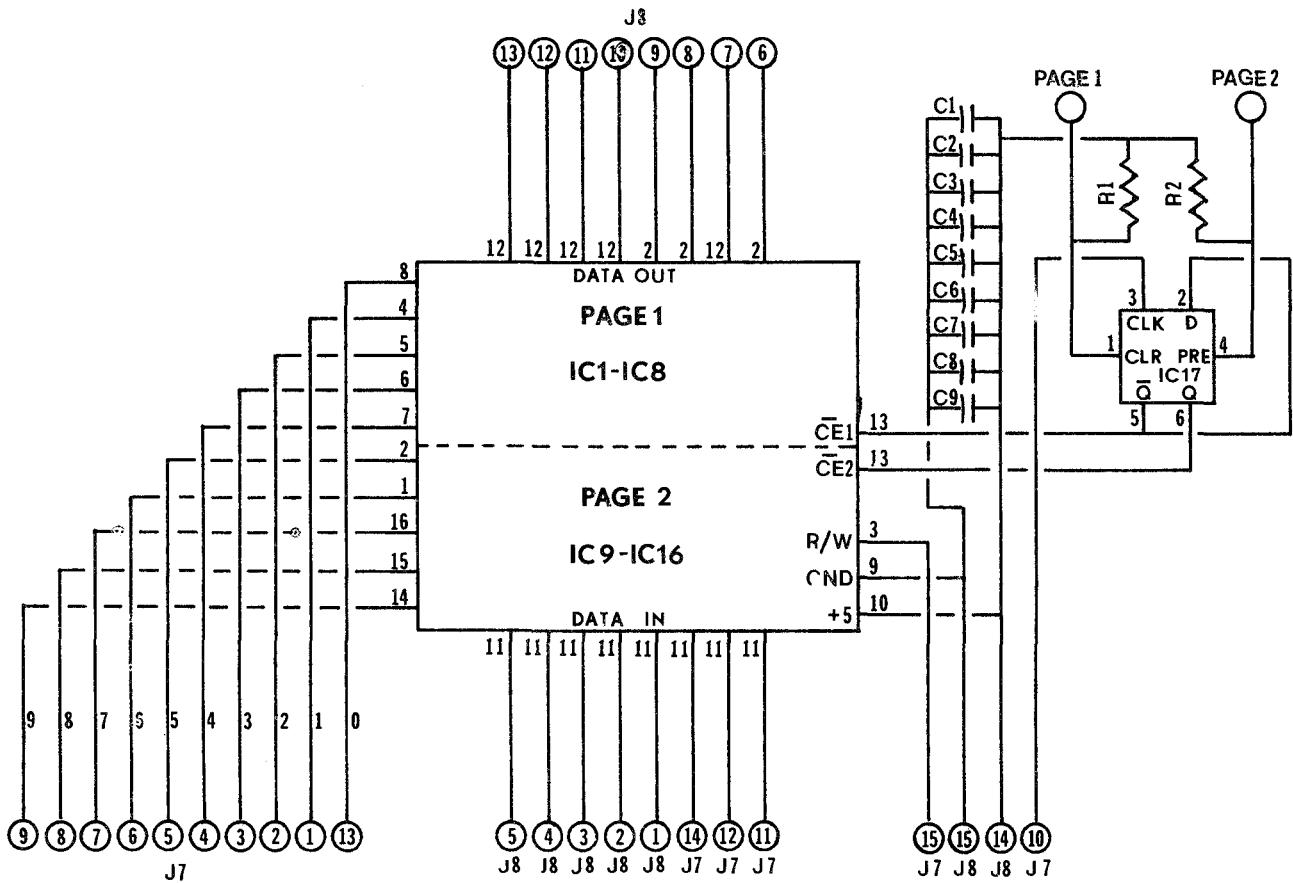 J8
13 12 11 10 9 8 7 6
PAGE 1 PAGE 2
C1
C2
C3
C4
C5
C6
C7
C8
C9
R1 R2
12 12 12 12 2 2 12 2
DATA OUT
PAGE 1
IC1-IC8
8
4
5
6
7
2
1
16
15
14
3 2
CLK D
1 CLR PRE 4
IC17
Q̅ Q
5 6
C̅E̅1 13
C̅E̅2 13
PAGE 2
IC9-IC16
R/W 3
GND 9
+5 10
DATA IN
11 11 11 11 11 11 11 11
9 8 7 6 5 4 3 2 1 0
9 8 7 6 5 4 3 2 1 13
J7
5 4 3 2 1 14 12 11
J8 J8 J8 J8 J8 J7 J7 J7
15 15 14 10
J7 J8 J8 J7